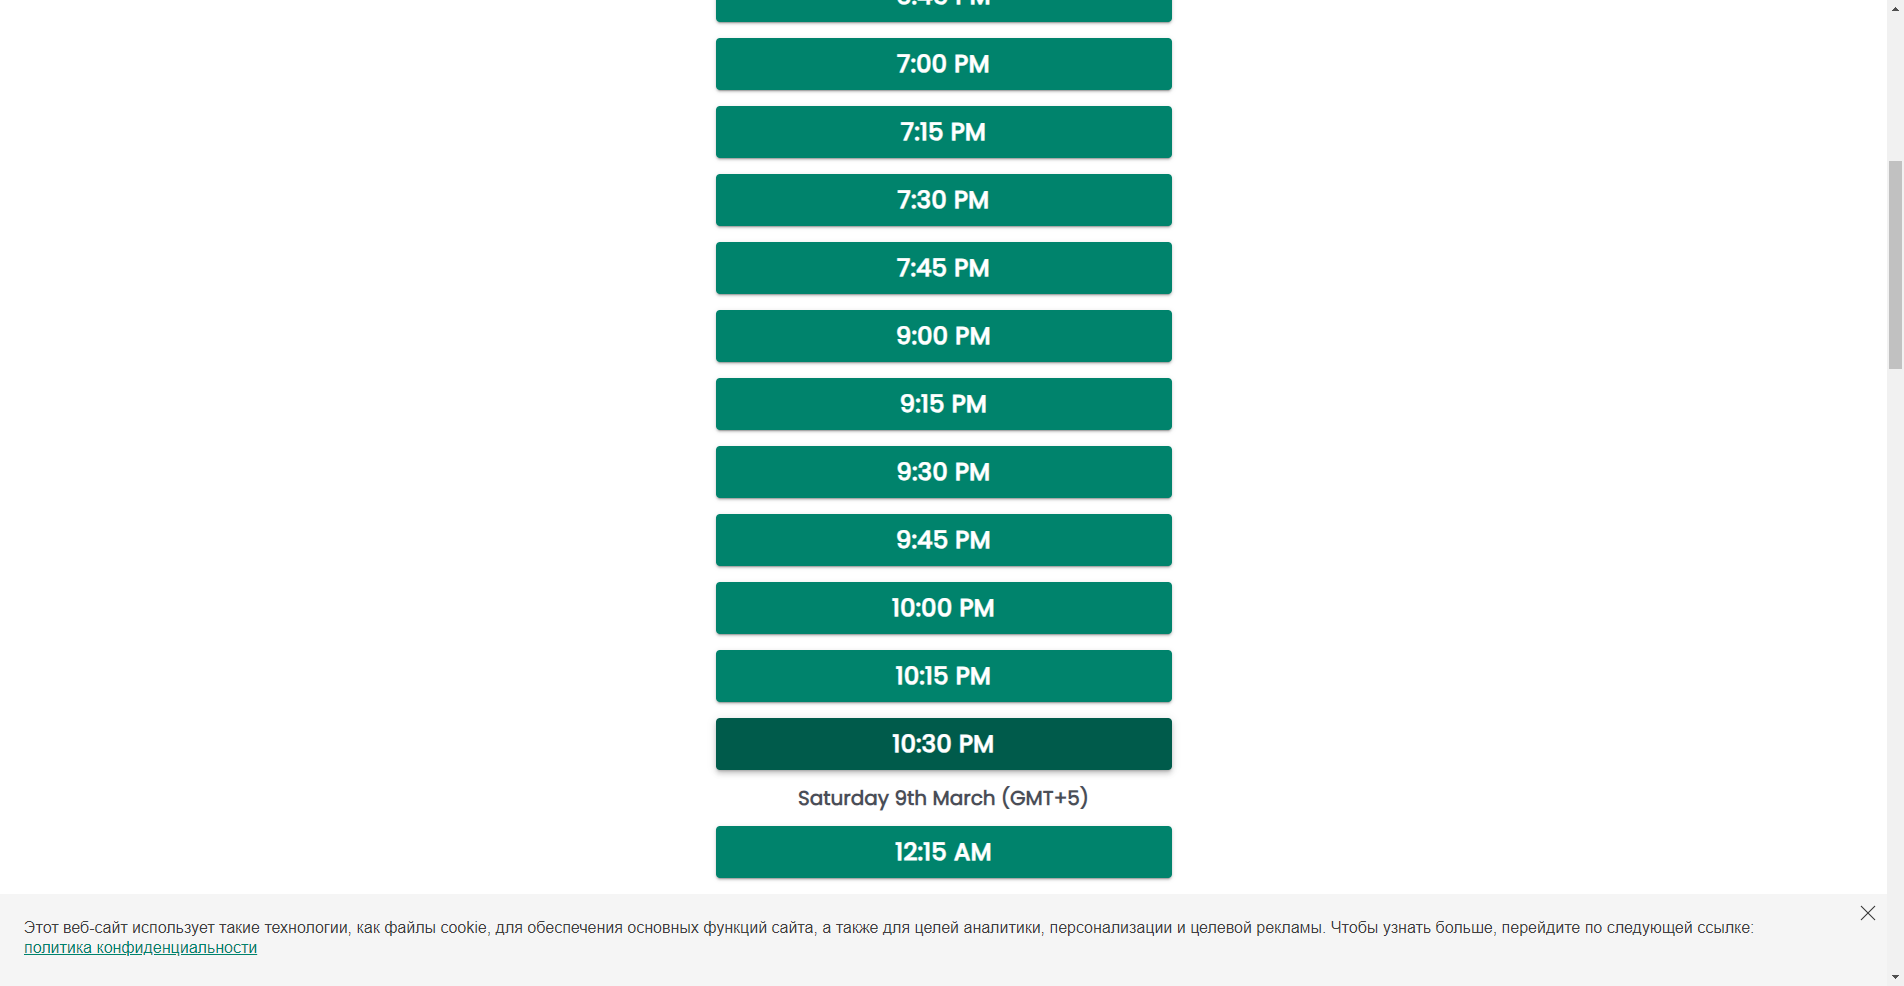 7:00 PM
7:15 PM
7:30 PM
7:45 PM
9:00 PM
9:15 PM
9:30 PM
9:45 PM
10:00 PM
10:15 PM
10:30 PM
Saturday 9th March (GMT+5)
12:15 AM
Этот веб-сайт использует такие технологии, как файлы cookie, для обеспечения основных функций сайта, а также для целей аналитики, персонализации и целевой рекламы. Чтобы узнать больше, перейдите по следующей ссылке:
политика конфиденциальности